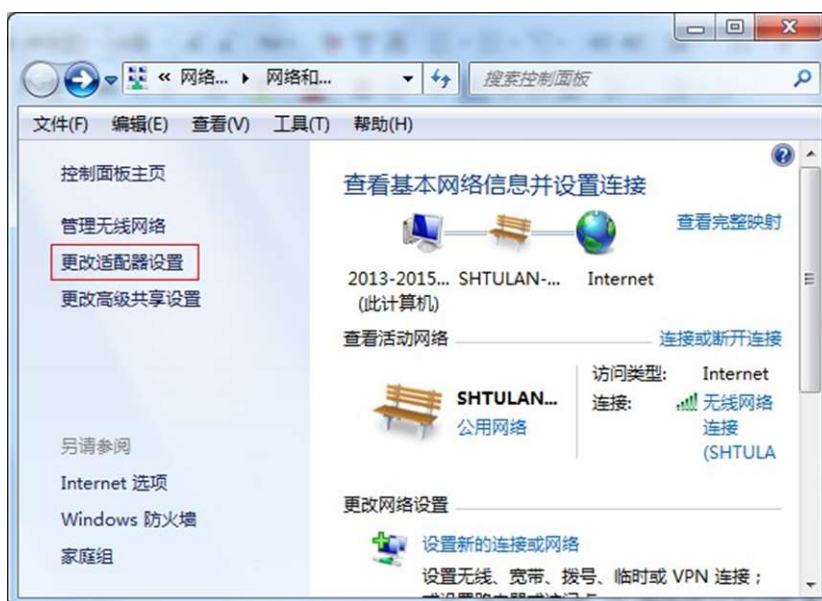 « 网络... ▸ 网络和...
搜索控制面板
文件(F) 编辑(E) 查看(V) 工具(T) 帮助(H)
控制面板主页
管理无线网络
更改适配器设置
更改高级共享设置
另请参阅
Internet 选项
Windows 防火墙
家庭组
查看基本网络信息并设置连接
查看完整映射
2013-2015... SHTULAN-... Internet
(此计算机)
查看活动网络 连接或断开连接
SHTULAN...
公用网络
访问类型: Internet
连接: 无线网络
连接
(SHTULA
更改网络设置
设置新的连接或网络
设置无线、宽带、拨号、临时或 VPN 连接；